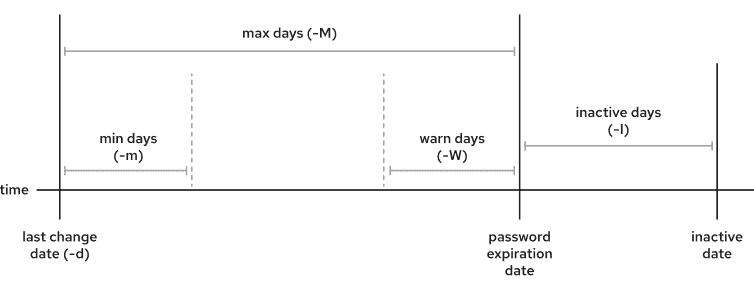 max days (-M)
inactive days
(-I)
min days
(-m)
warn days
(-W)
time
last change
date (-d)
password
expiration
date
inactive
date